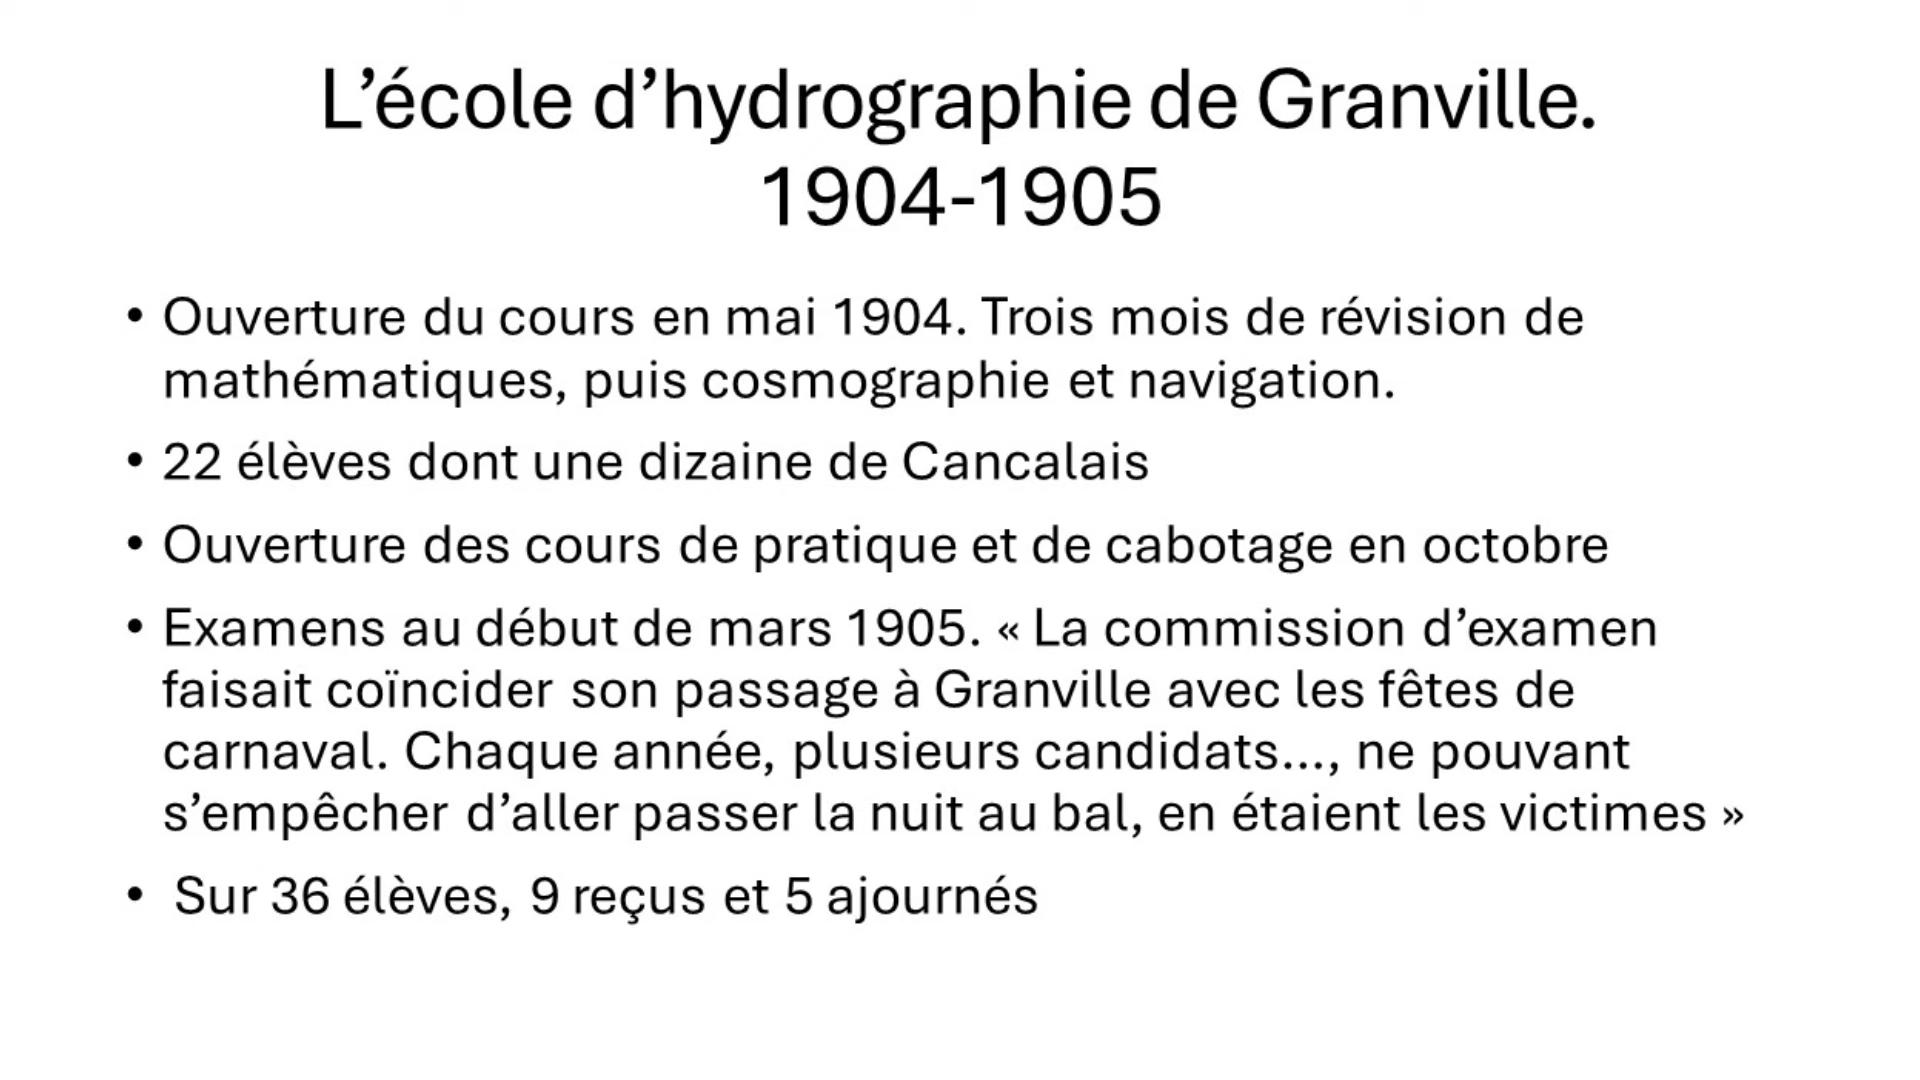 L’école d’hydrographie de Granville.
1904-1905
• Ouverture du cours en mai 1904. Trois mois de révision de
mathématiques, puis cosmographie et navigation.
• 22 élèves dont une dizaine de Cancalais
• Ouverture des cours de pratique et de cabotage en octobre
• Examens au début de mars 1905. « La commission d’examen
faisait coïncider son passage à Granville avec les fêtes de
carnaval. Chaque année, plusieurs candidats…, ne pouvant
s’empêcher d’aller passer la nuit au bal, en étaient les victimes »
• Sur 36 élèves, 9 reçus et 5 ajournés